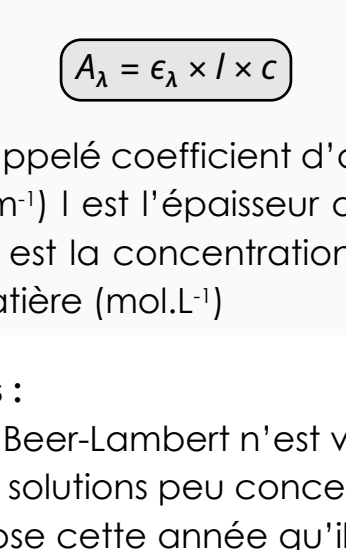 A_λ = ϵ_λ × l × c
ppelé coefficient d’
m⁻¹) l est l’épaisseur
est la concentration
atière (mol.L⁻¹)
s :
Beer-Lambert n’est v
solutions peu conce
ose cette année qu’il